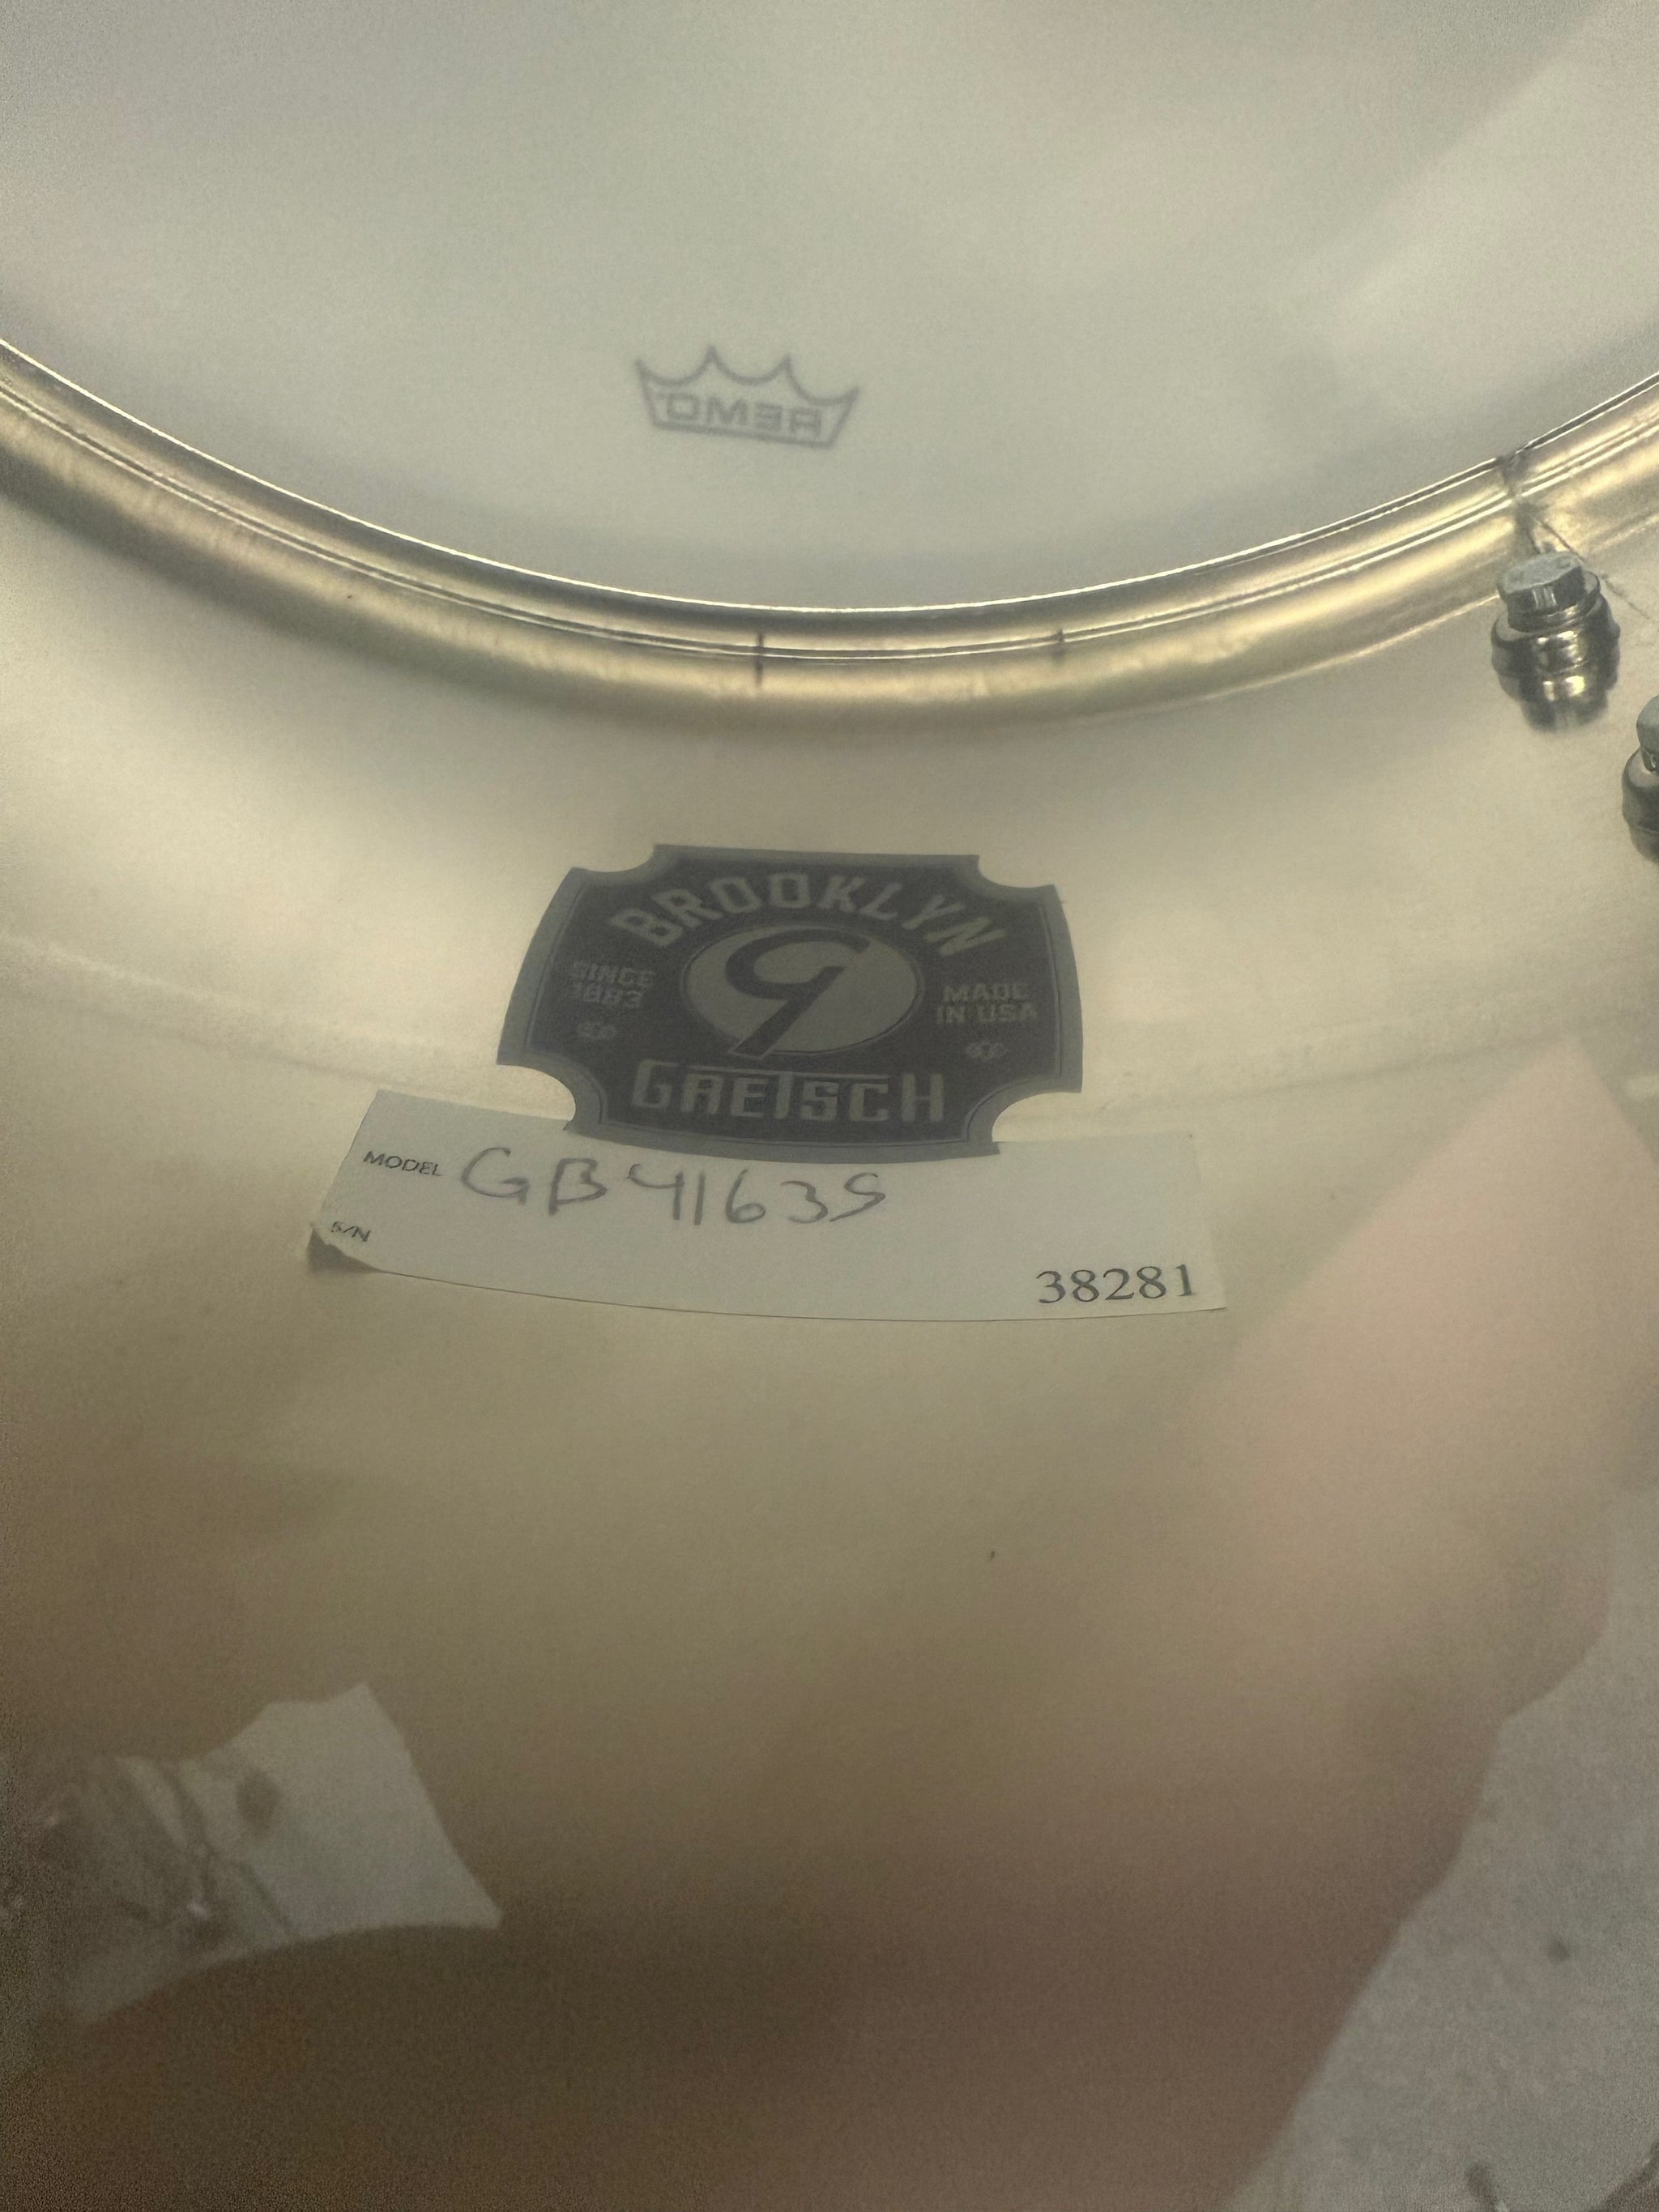 REMO
BROOKLYN
SINCE 1883
MADE IN USA
GRETSCH
MODEL GB4163S
S/N 38281